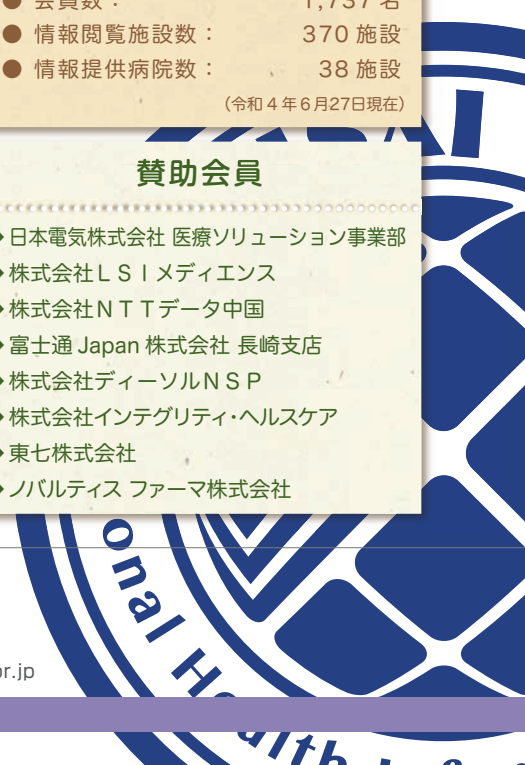 ● 会員数： 1,737 名
● 情報閲覧施設数： 370 施設
● 情報提供病院数： 38 施設
（令和４年６月27日現在）
賛助会員
日本電気株式会社 医療ソリューション事業部
株式会社ＬＳＩメディエンス
株式会社ＮＴＴデータ中国
富士通 Japan 株式会社 長崎支店
株式会社ディーソルＮＳＰ
株式会社インテグリティ･ヘルスケア
東七株式会社
ノバルティス ファーマ株式会社
onal Health
or.jp